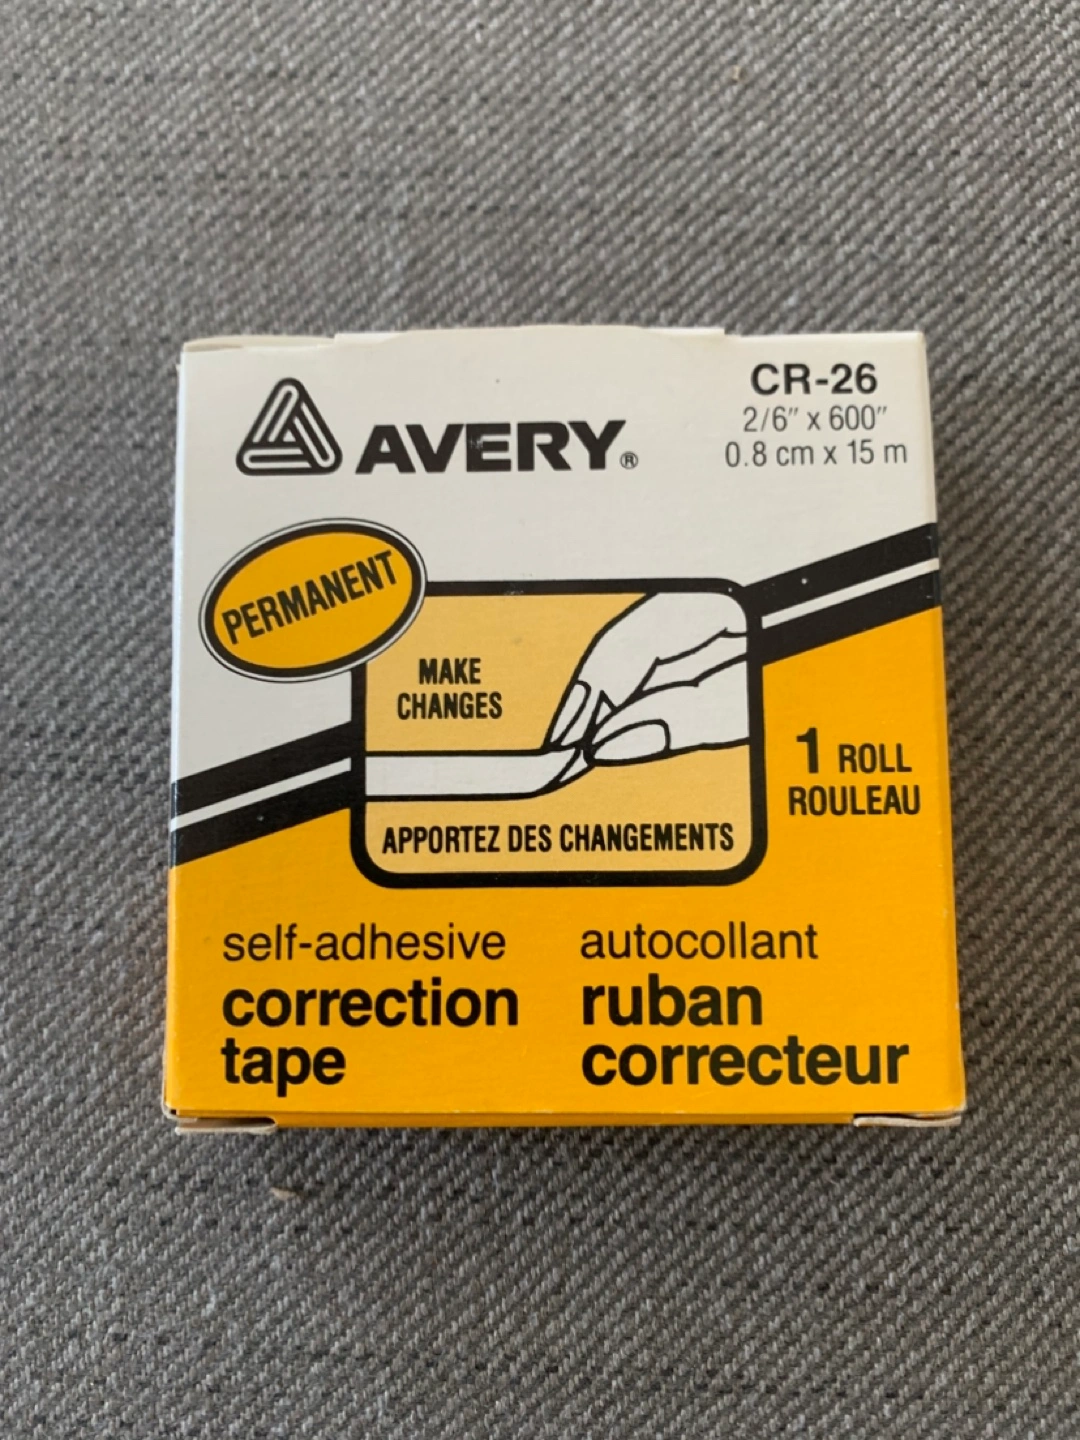 AVERY®
CR-26
2/6" x 600"
0.8 cm x 15 m
PERMANENT
MAKE
CHANGES
APPORTEZ DES CHANGEMENTS
1 ROLL
ROULEAU
self-adhesive
correction
tape
autocollant
ruban
correcteur